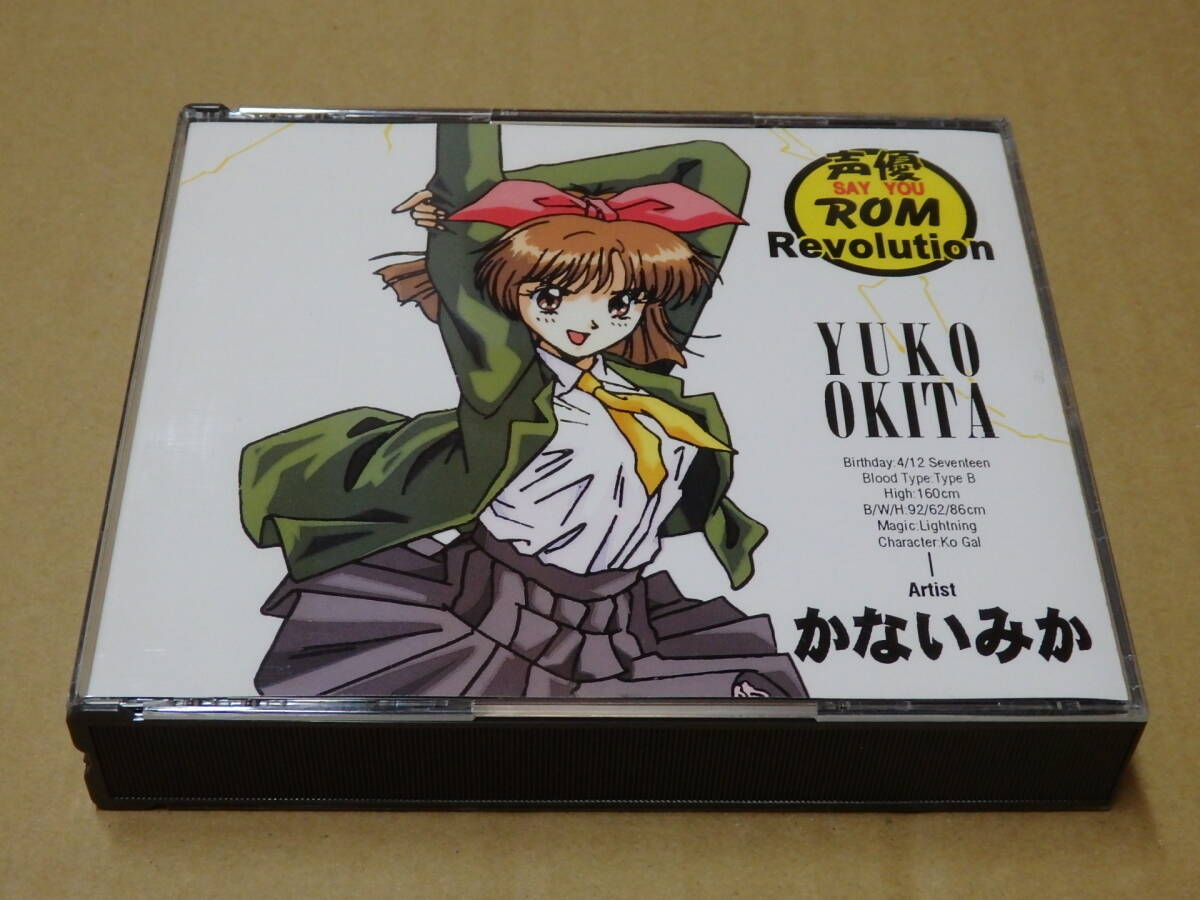 声優
SAY YOU
ROM
Revolution
YUKO
OKITA
Birthday:4/12 Seventeen
Blood Type:Type B
High:160cm
B/W/H:92/62/86cm
Magic:Lightning
Character:Ko Gal
Artist
かないみか